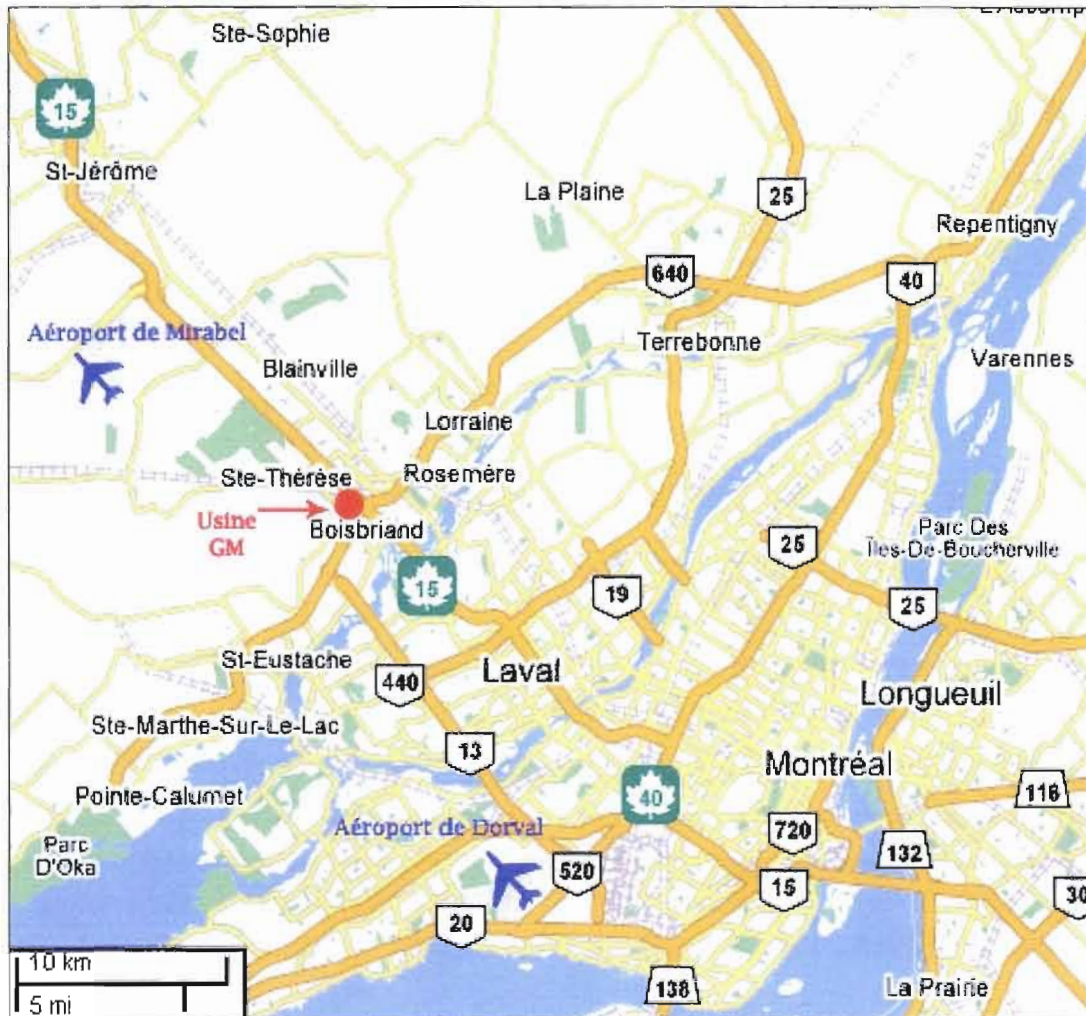 Ste-Sophie
15
St-Jérôme
La Plaine
25
Repentigny
640
40
Aéroport de Mirabel
Terrebonne
Varennes
Blainville
Lorraine
Ste-Thérèse
Rosemère
Usine
GM
Boisbriand
25
Parc Des
Îles-De-Boucherville
15
19
25
St-Eustache
440
Laval
Longueuil
Ste-Marthe-Sur-Le-Lac
13
Montréal
Pointe-Calumet
40
116
Aéroport de Dorval
720
Parc
D'Oka
132
520
15
30
20
10 km
5 mi
138
La Prairie